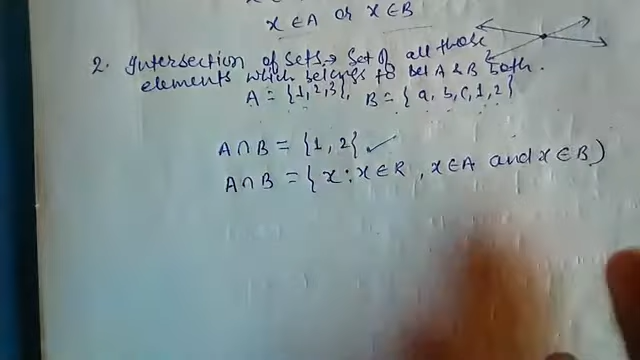 x ∈ A or x ∈ B
2. Intersection of Sets → Set of all those
elements which belongs to Set A & B both.
A = {1,2,3}, B = {a, b, c, 1, 2}
A ∩ B = {1, 2} ✓
A ∩ B = { x : x ∈ R , x ∈ A and x ∈ B )